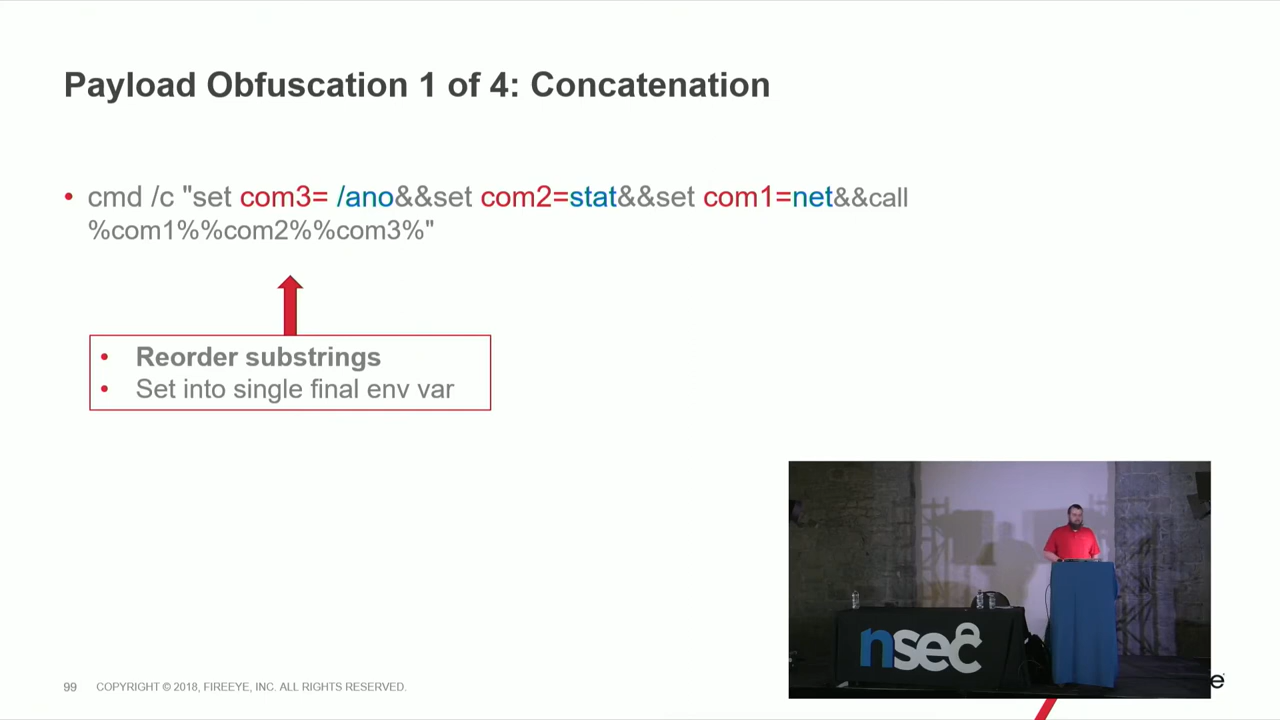 Payload Obfuscation 1 of 4: Concatenation
• cmd /c "set com3= /ano&&set com2=stat&&set com1=net&&call
%com1%%com2%%com3%"
• Reorder substrings
• Set into single final env var
nsec
99 COPYRIGHT © 2018, FIREEYE, INC. ALL RIGHTS RESERVED.